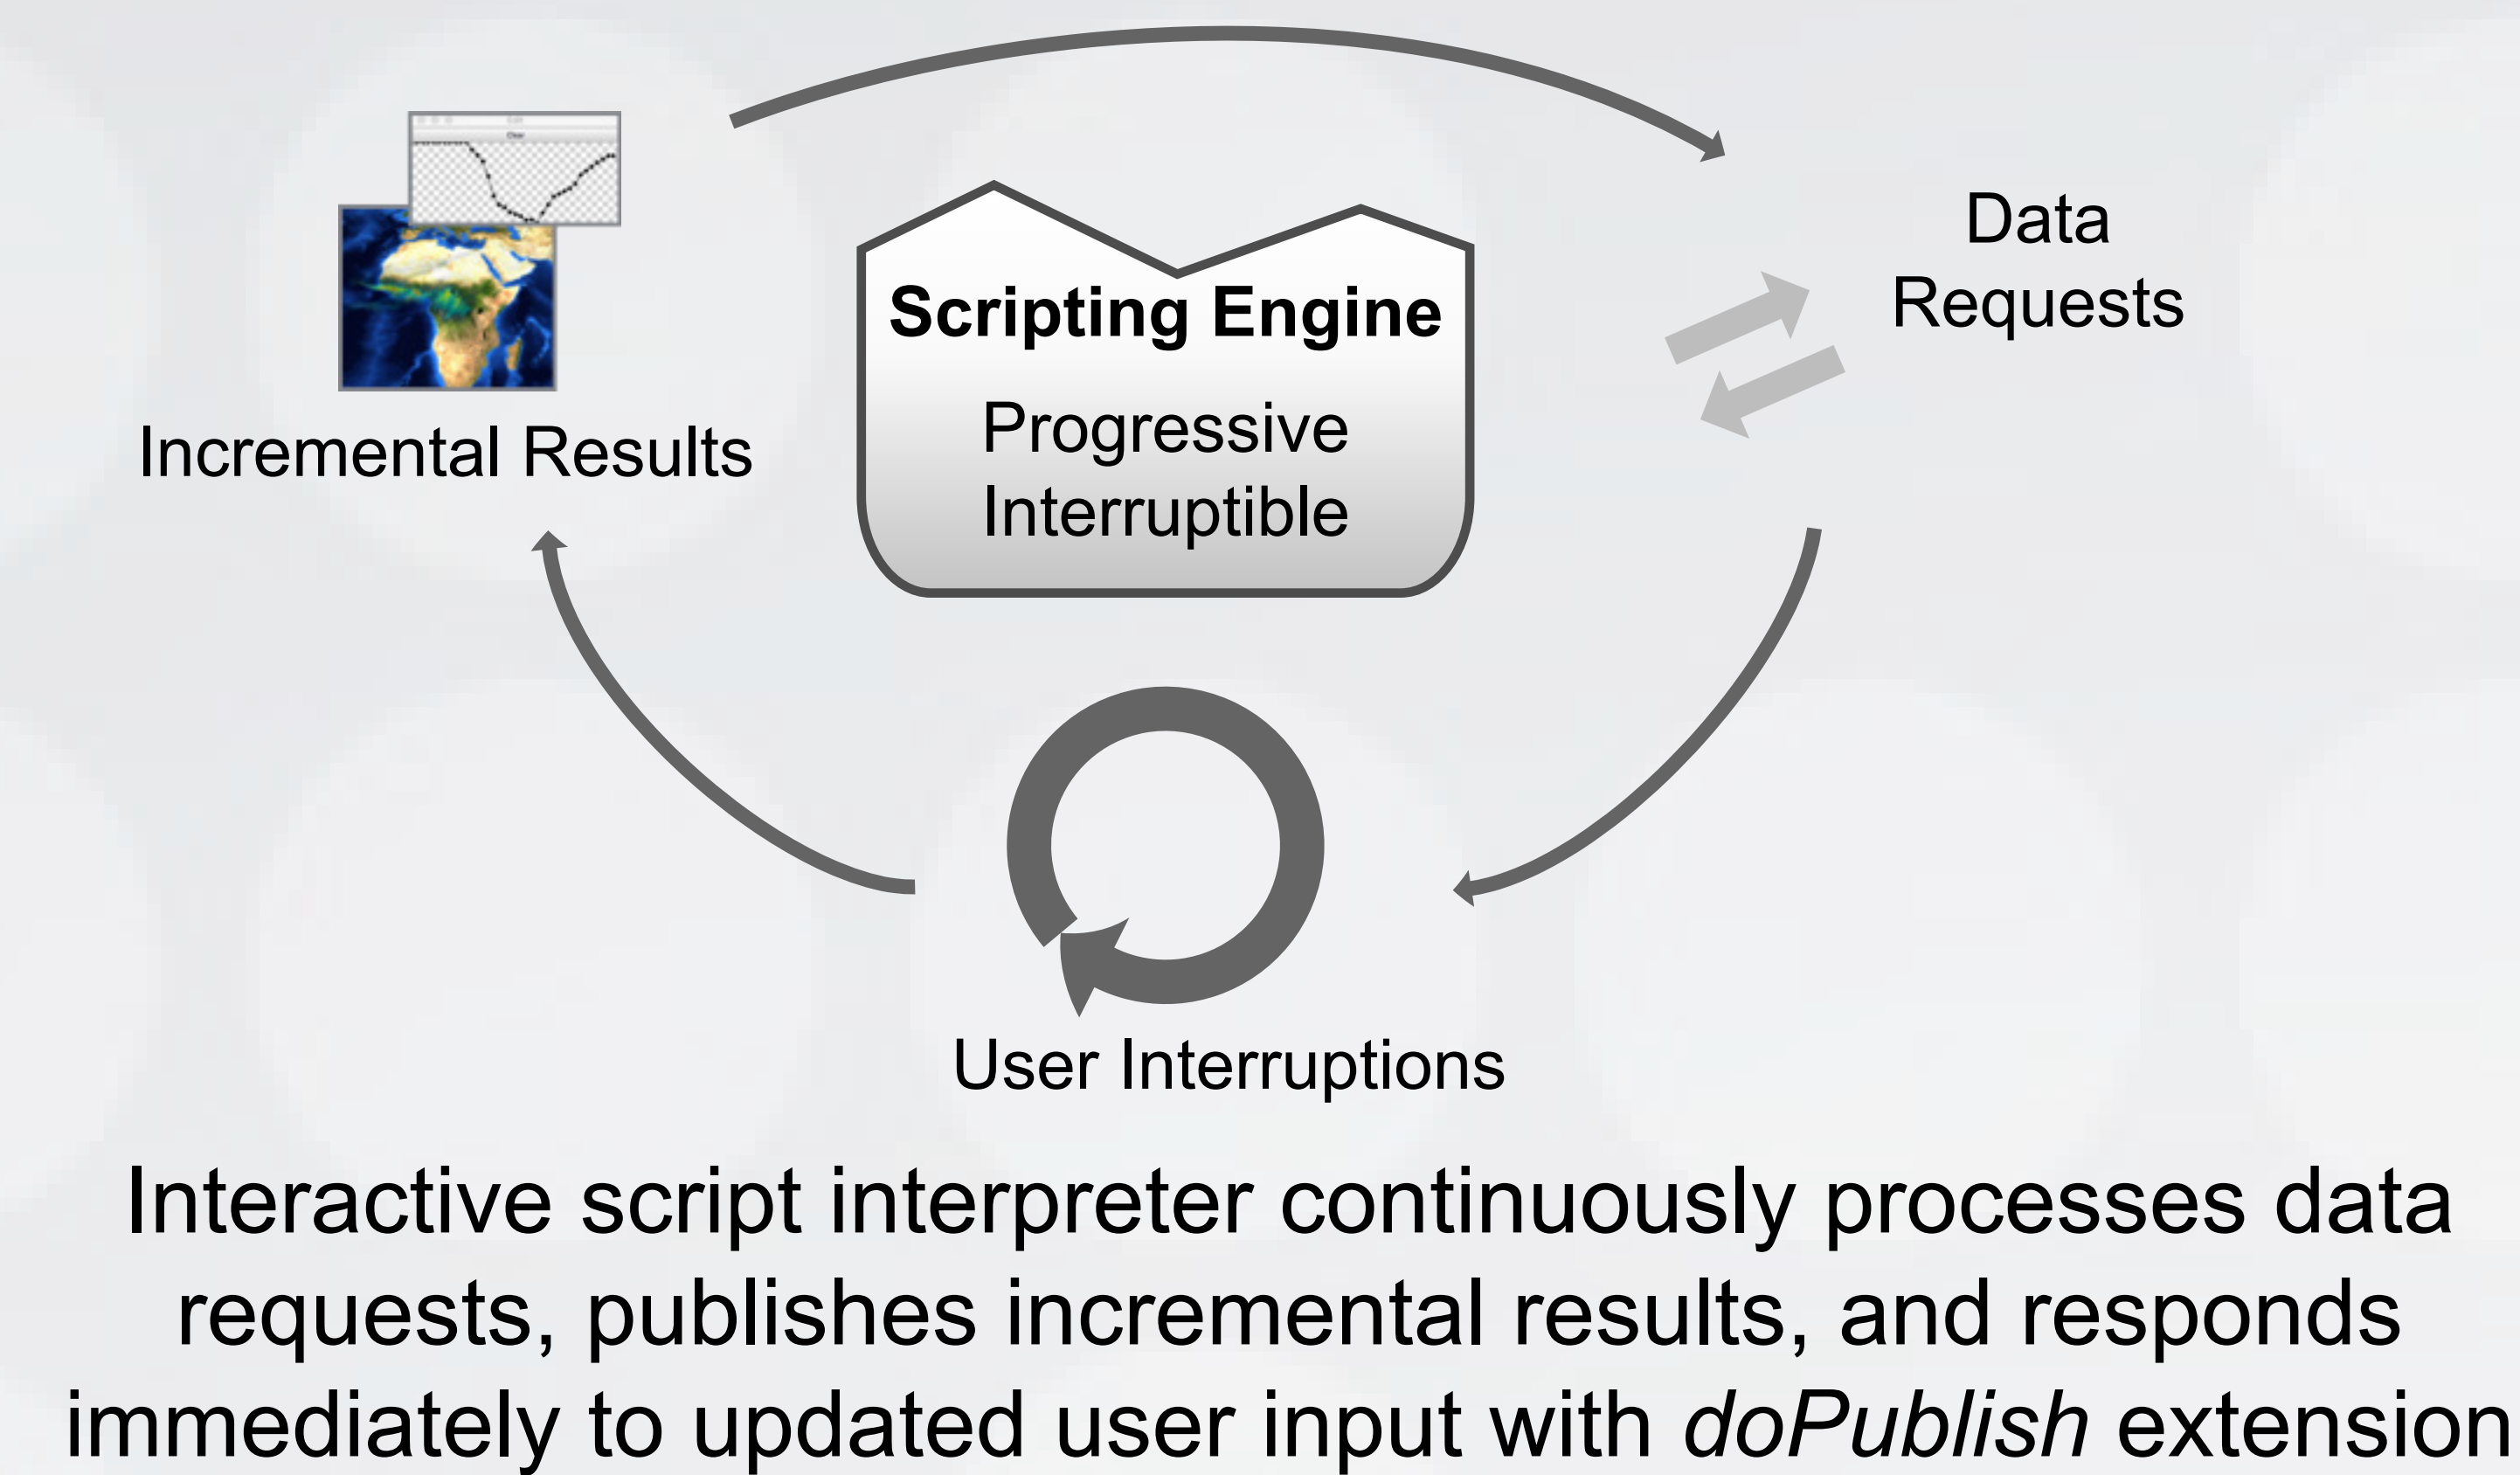 Clear
Data
Requests
Scripting Engine
Progressive
Interruptible
Incremental Results
User Interruptions
Interactive script interpreter continuously processes data
requests, publishes incremental results, and responds
immediately to updated user input with doPublish extension